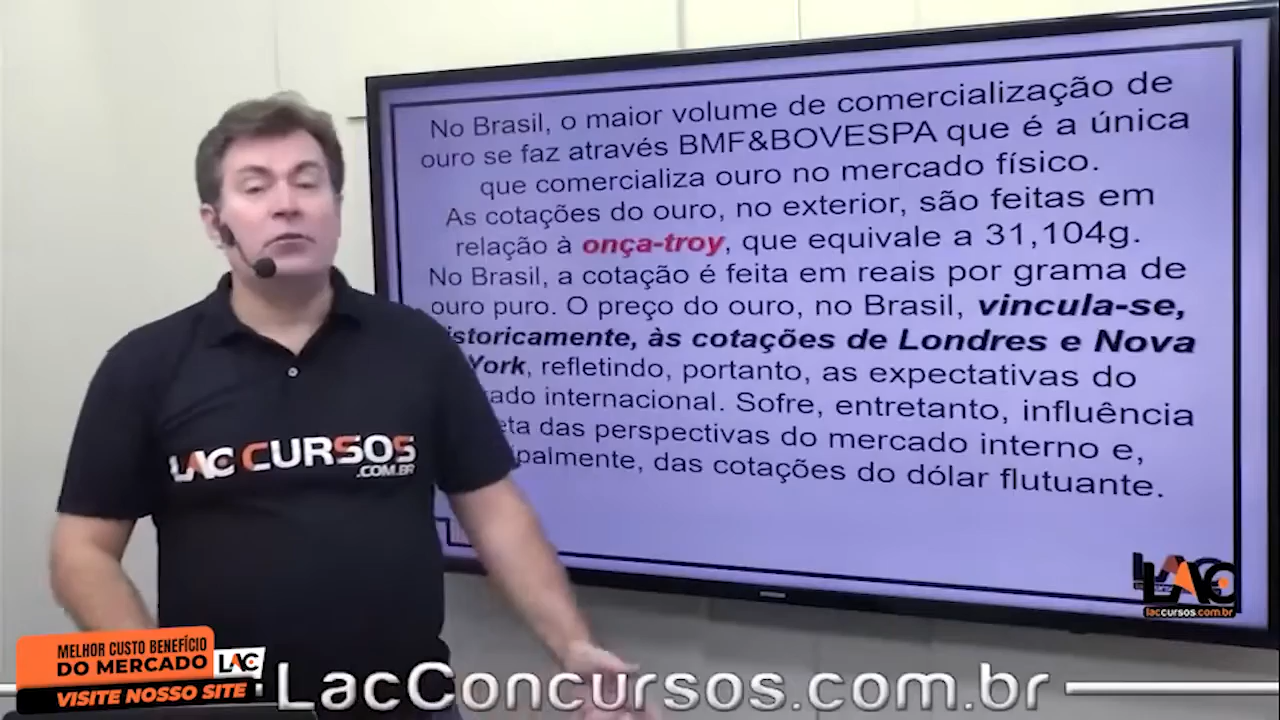 No Brasil, o maior volume de comercialização de
ouro se faz através BMF&BOVESPA que é a única
que comercializa ouro no mercado físico.
As cotações do ouro, no exterior, são feitas em
relação à onça-troy, que equivale a 31,104g.
No Brasil, a cotação é feita em reais por grama de
ouro puro. O preço do ouro, no Brasil, vincula-se,
istoricamente, às cotações de Londres e Nova
York, refletindo, portanto, as expectativas do
ado internacional. Sofre, entretanto, influência
eta das perspectivas do mercado interno e,
ipalmente, das cotações do dólar flutuante.
LAC CURSOS
.COM.BR
LAC
laccursos.com.br
MELHOR CUSTO BENEFÍCIO
DO MERCADO
LAC
VISITE NOSSO SITE
LacConcursos.com.br